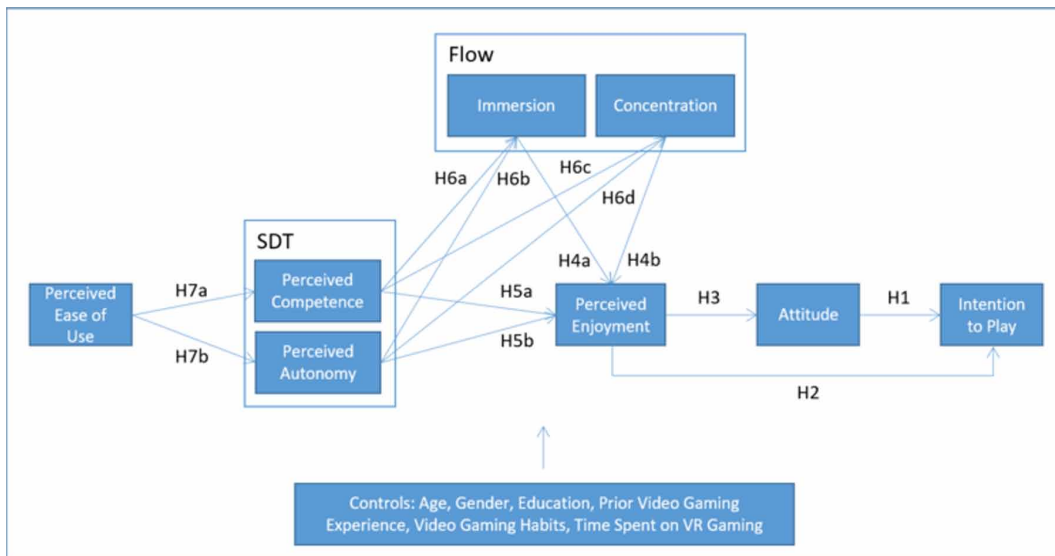 Flow
Immersion
Concentration
H6a
H6b
H6c
H6d
SDT
Perceived
Competence
Perceived
Autonomy
Perceived
Ease of
Use
H7a
H7b
H5a
H5b
H4a
H4b
Perceived
Enjoyment
H3
Attitude
H1
Intention
to Play
H2
Controls: Age, Gender, Education, Prior Video Gaming
Experience, Video Gaming Habits, Time Spent on VR Gaming